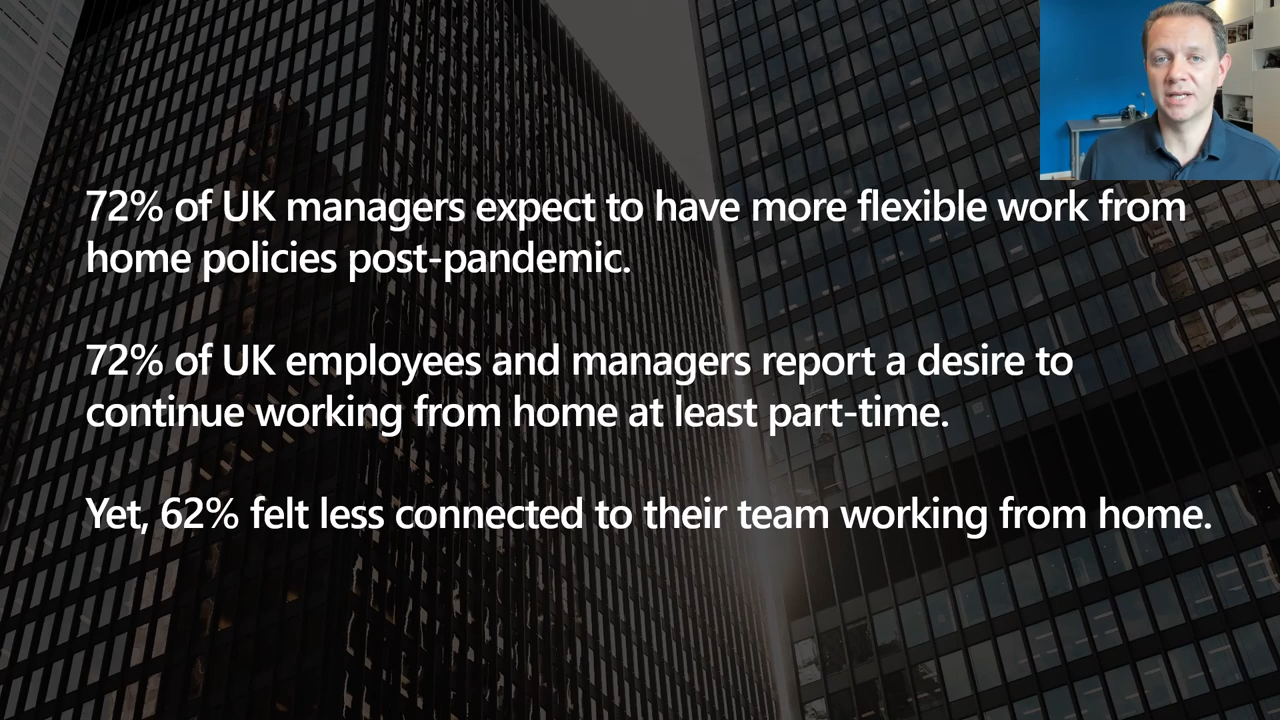 72% of UK managers expect to have more flexible work from
home policies post-pandemic.
72% of UK employees and managers report a desire to
continue working from home at least part-time.
Yet, 62% felt less connected to their team working from home.